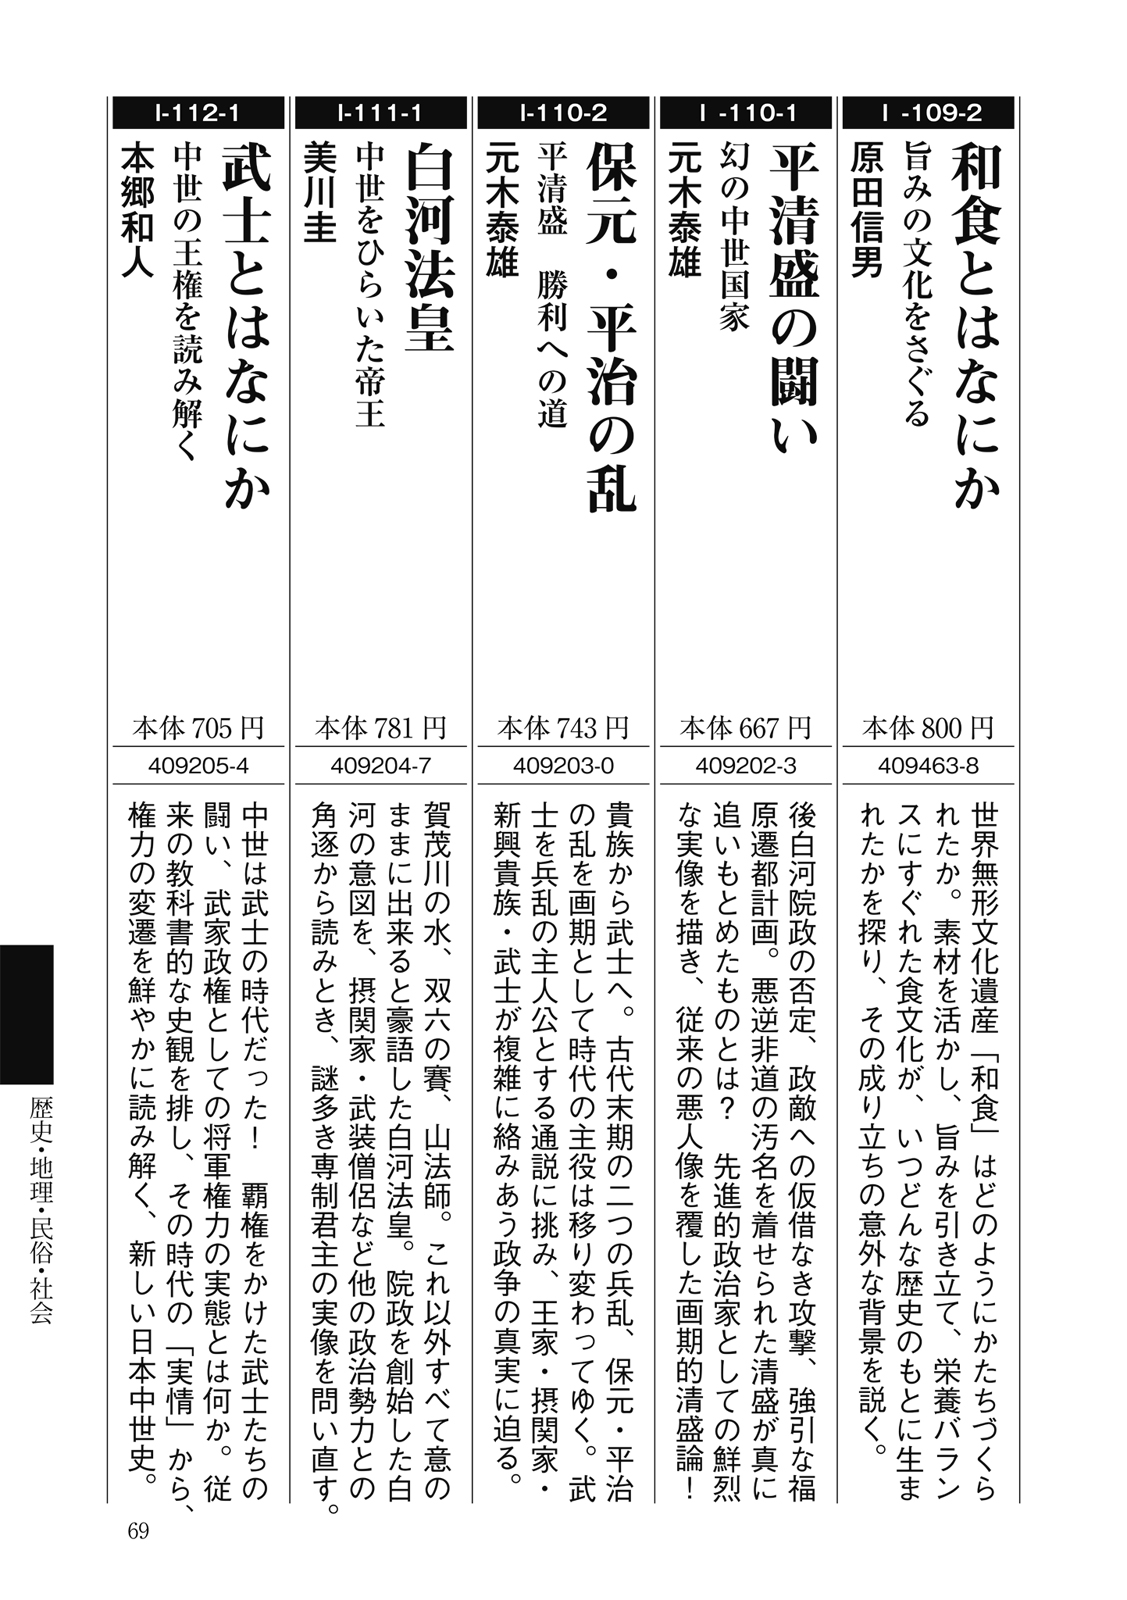 I-109-2
和食とはなにか
旨みの文化をさぐる
原田信男
本体800円
409463-8
世界無形文化遺産「和食」はどのようにかたちづくら
れたか。素材を活かし、旨みを引き立て、栄養バラン
スにすぐれた食文化が、いつどんな歴史のもとに生ま
れたかを探り、その成り立ちの意外な背景を説く。
I-110-1
平清盛の闘い
幻の中世国家
元木泰雄
本体667円
409202-3
後白河院政の否定、政敵への仮借なき攻撃、強引な福
原遷都計画。悪逆非道の汚名を着せられた清盛が真に
追いもとめたものとは？　先進的政治家としての鮮烈
な実像を描き、従来の悪人像を覆した画期的清盛論！
I-110-2
保元・平治の乱
平清盛　勝利への道
元木泰雄
本体743円
409203-0
貴族から武士へ。古代末期の二つの兵乱、保元・平治
の乱を画期として時代の主役は移り変わってゆく。武
士を兵乱の主人公とする通説に挑み、王家・摂関家・
新興貴族・武士が複雑に絡みあう政争の真実に迫る。
I-111-1
白河法皇
中世をひらいた帝王
美川圭
本体781円
409204-7
賀茂川の水、双六の賽、山法師。これ以外すべて意の
ままに出来ると豪語した白河法皇。院政を創始した白
河の意図を、摂関家・武装僧侶など他の政治勢力との
角逐から読みとき、謎多き専制君主の実像を問い直す。
I-112-1
武士とはなにか
中世の王権を読み解く
本郷和人
本体705円
409205-4
中世は武士の時代だった！　覇権をかけた武士たちの
闘い、武家政権としての将軍権力の実態とは何か。従
来の教科書的な史観を排し、その時代の「実情」から、
権力の変遷を鮮やかに読み解く、新しい日本中世史。
歴史・地理・民俗・社会
69